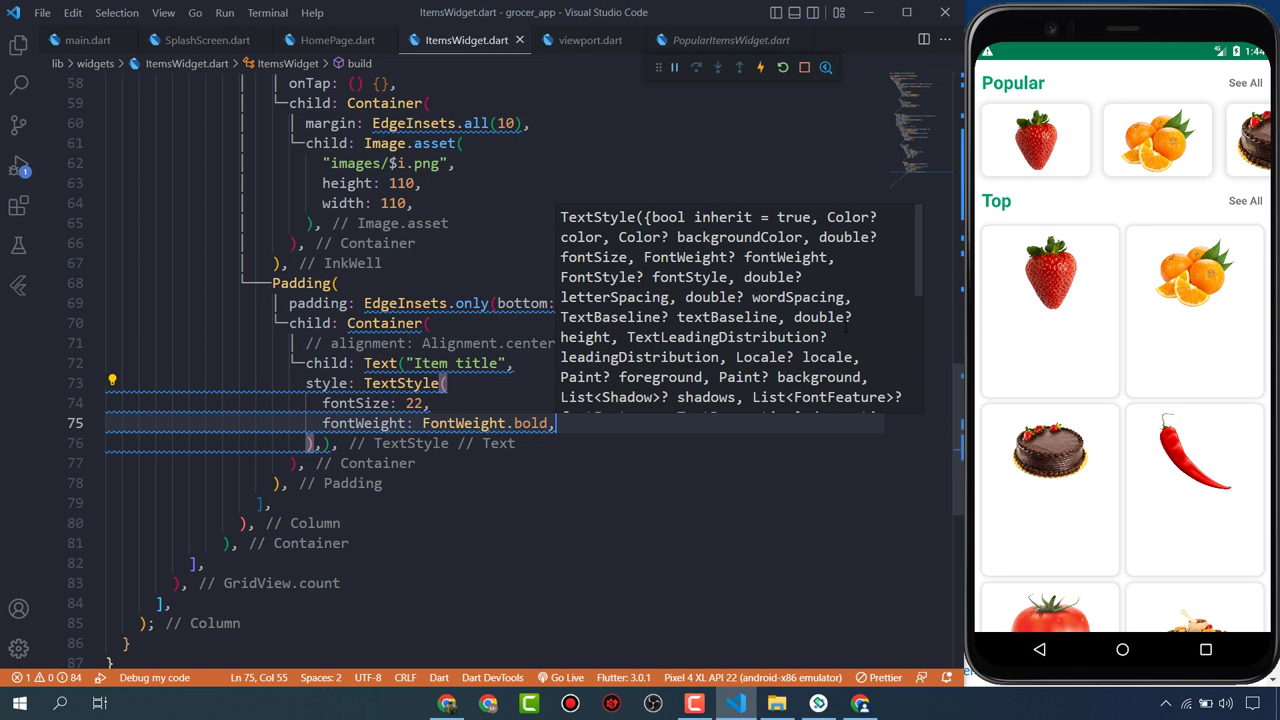 File Edit Selection View Go Run Terminal Help ItemsWidget.dart - grocer_app - Visual Studio Code
main.dart SplashScreen.dart HomePage.dart ItemsWidget.dart viewport.dart PopularItemsWidget.dart
lib > widgets > ItemsWidget.dart > ItemsWidget > build
58 onTap: () {},
59 child: Container(
60 margin: EdgeInsets.all(10),
61 child: Image.asset(
62 "images/$i.png",
63 height: 110,
64 width: 110,
65 ), // Image.asset
66 ), // Container
67 ), // InkWell
68 Padding(
69 padding: EdgeInsets.only(bottom:
70 child: Container(
71 // alignment: Alignment.center
72 child: Text("Item title",
73 style: TextStyle(
74 fontSize: 22,
75 fontWeight: FontWeight.bold,
76 ),), // TextStyle // Text
77 ), // Container
78 ), // Padding
79 ],
80 ), // Column
81 ), // Container
82 ],
83 ), // GridView.count
84 ],
85 ); // Column
86 }
87 }
TextStyle({bool inherit = true, Color?
color, Color? backgroundColor, double?
fontSize, FontWeight? fontWeight,
FontStyle? fontStyle, double?
letterSpacing, double? wordSpacing,
TextBaseline? textBaseline, double?
height, TextLeadingDistribution?
leadingDistribution, Locale? locale,
Paint? foreground, Paint? background,
List<Shadow>? shadows, List<FontFeature>?
1
1 0 84 Debug my code Ln 75, Col 55 Spaces: 2 UTF-8 CRLF Dart Dart DevTools Go Live Flutter: 3.0.1 Pixel 4 XL API 22 (android-x86 emulator) Prettier
1:44
Popular See All
Top See All